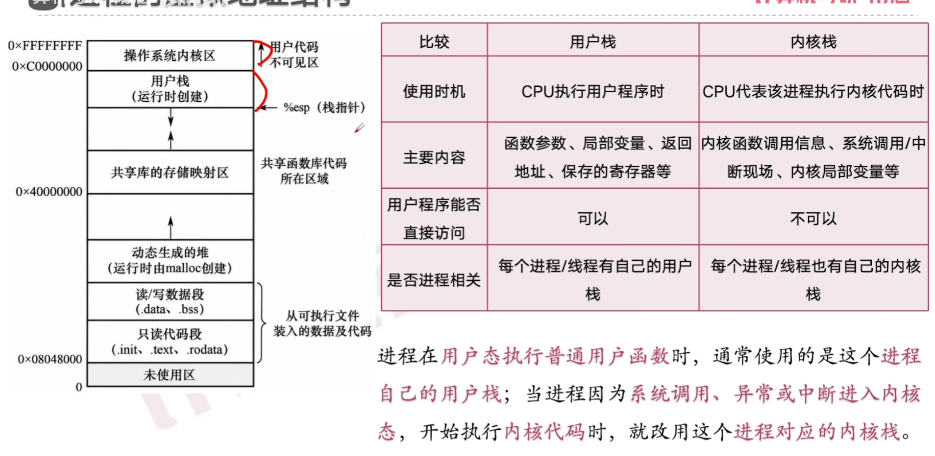 0×FFFFFFFF
操作系统内核区
用户代码
不可见区
0×C0000000
用户栈
(运行时创建)
%esp（栈指针）
共享库的存储映射区
共享函数库代码
所在区域
0×40000000
动态生成的堆
(运行时由malloc创建)
读/写数据段
(.data、.bss)
从可执行文件
装入的数据及代码
只读代码段
(.init、.text、.rodata)
0×08048000
未使用区
0
比较 用户栈 内核栈
使用时机 CPU执行用户程序时 CPU代表该进程执行内核代码时
主要内容 函数参数、局部变量、返回地址、保存的寄存器等 内核函数调用信息、系统调用/中断现场、内核局部变量等
用户程序能否直接访问 可以 不可以
是否进程相关 每个进程/线程有自己的用户栈 每个进程/线程也有自己的内核栈
进程在用户态执行普通用户函数时，通常使用的是这个进程
自己的用户栈；当进程因为系统调用、异常或中断进入内核
态，开始执行内核代码时，就改用这个进程对应的内核栈。